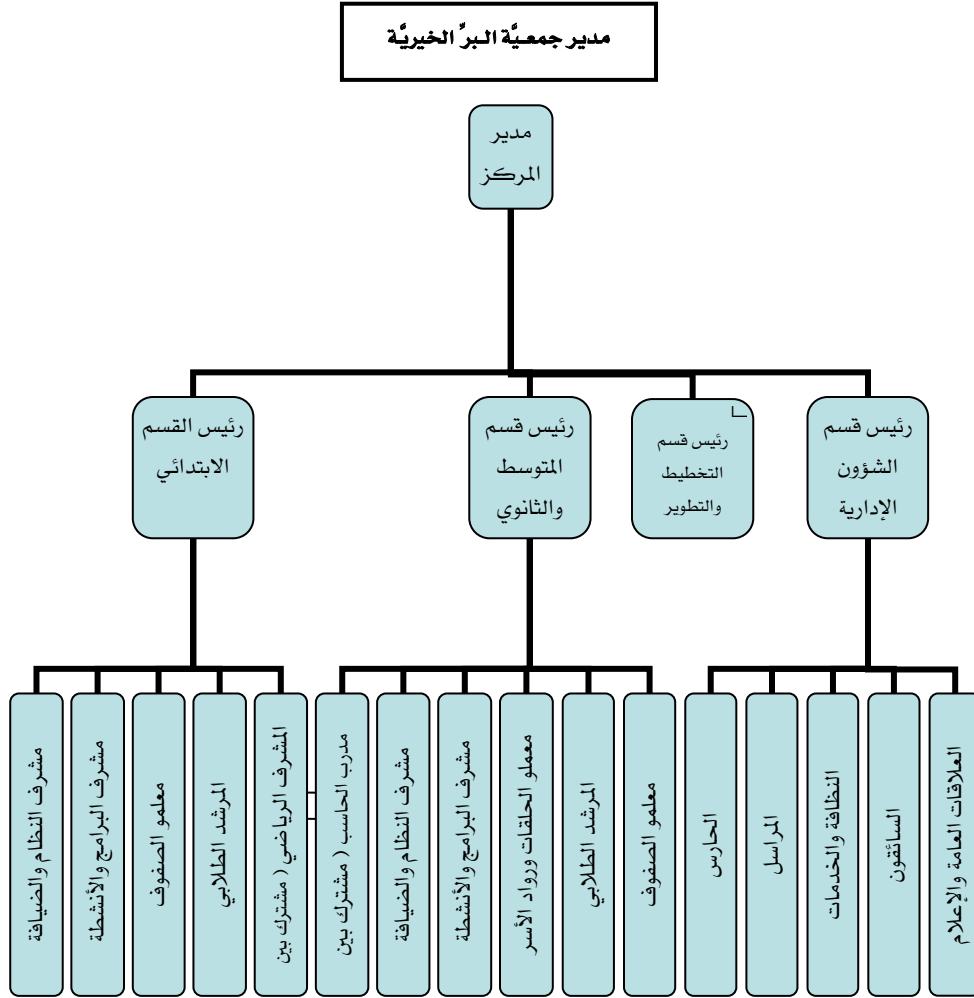 مدير جمعيَّة البرِّ الخيريَّة
مدير
المركز
رئيس قسم
الشؤون
الإدارية
رئيس قسم
التخطيط
والتطوير
رئيس قسم
المتوسط
والثانوي
رئيس القسم
الابتدائي
العلاقات العامة والإعلام
السائقون
النظافة والخدمات
المراسل
الحارس
معلمو الصفوف
المرشد الطلابي
معملو الحلقات ورواد الأسر
مشرف البرامج والأنشطة
مشرف النظام والضيافة
مدرب الحاسب ( مشترك بين
المشرف الرياضي ( مشترك بين
المرشد الطلابي
معلمو الصفوف
مشرف البرامج والأنشطة
مشرف النظام والضيافة